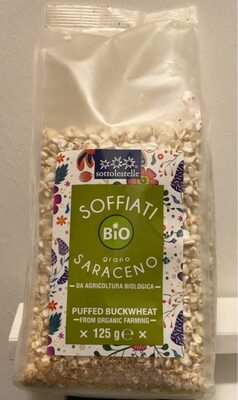 sottolestelle
SOFFIATI
BiO
grano
SARACENO
DA AGRICOLTURA BIOLOGICA
PUFFED BUCKWHEAT
FROM ORGANIC FARMING
125 g e